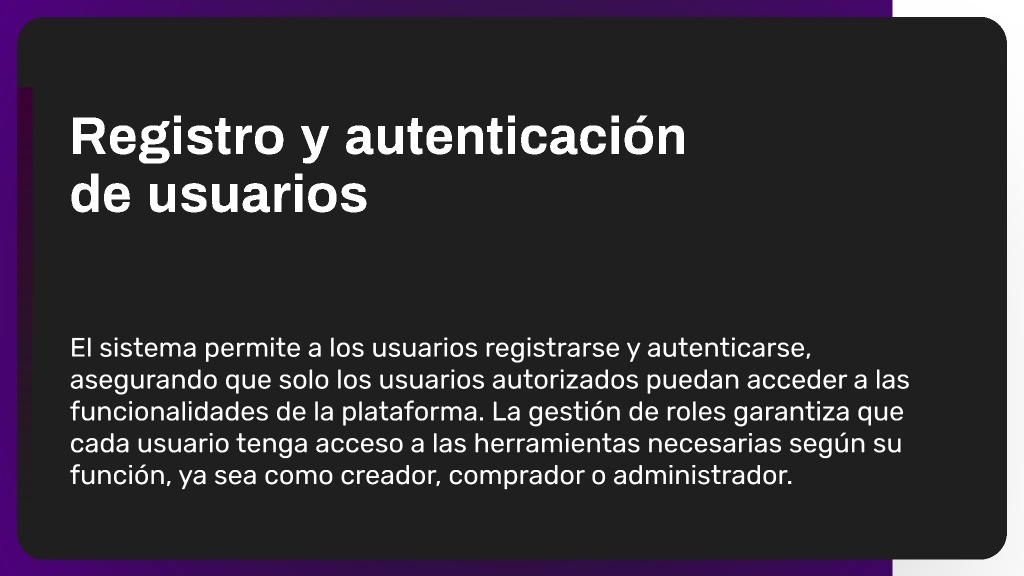 Registro y autenticación
de usuarios
El sistema permite a los usuarios registrarse y autenticarse,
asegurando que solo los usuarios autorizados puedan acceder a las
funcionalidades de la plataforma. La gestión de roles garantiza que
cada usuario tenga acceso a las herramientas necesarias según su
función, ya sea como creador, comprador o administrador.